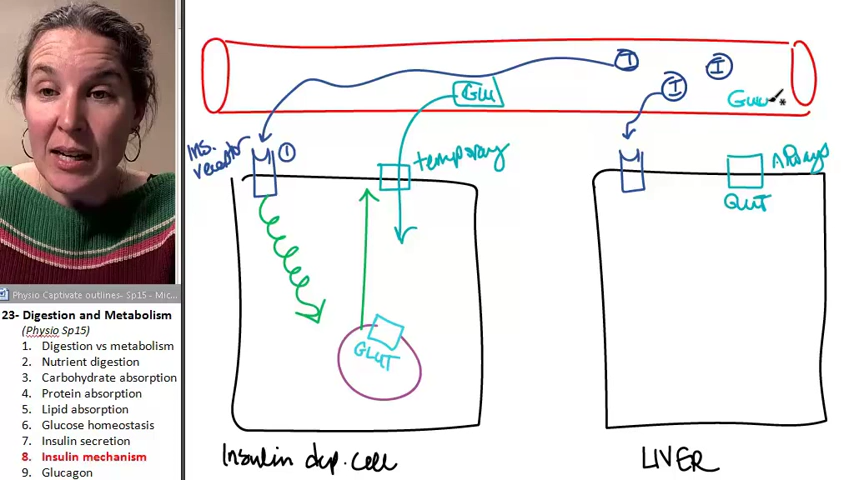 I
I
I
Glu
Gluco
Ins.
receptor
1
temporary
Always
GLUT
GLUT
Insulin dep. cell
LIVER
Physio Captivate outlines- Sp15 - Mic...
23- Digestion and Metabolism
(Physio Sp15)
1. Digestion vs metabolism
2. Nutrient digestion
3. Carbohydrate absorption
4. Protein absorption
5. Lipid absorption
6. Glucose homeostasis
7. Insulin secretion
8. Insulin mechanism
9. Glucagon